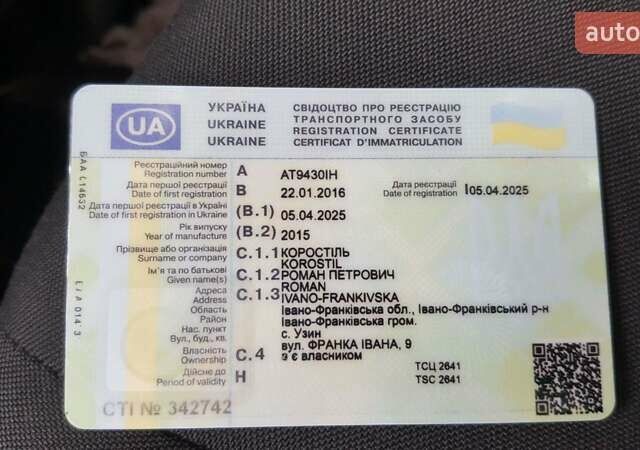 auto
УКРАЇНА
UKRAINE
UKRAINE
СВІДОЦТВО ПРО РЕЄСТРАЦІЮ
ТРАНСПОРТНОГО ЗАСОБУ
REGISTRATION CERTIFICATE
CERTIFICAT D'IMMATRICULATION
UA
Реєстраційний номер
Registration number
A AT9430IH
Дата першої реєстрації
Date of first registration
B 22.01.2016
Дата реєстрації
Date of registration
I 05.04.2025
Дата першої реєстрації в Україні
Date of first registration in Ukraine
(B.1) 05.04.2025
Рік випуску
Year of manufacture
(B.2) 2015
Прізвище або організація
Surname or company
C.1.1 КОРОСТІЛЬ
KOROSTIL
Ім'я та по батькові
Given name(s)
C.1.2 РОМАН ПЕТРОВИЧ
ROMAN
Адреса
Address
C.1.3 IVANO-FRANKIVSKA
Область
Івано-Франківська обл., Івано-Франківський р-н
Район
Івано-Франківська гром.
Нас. пункт
с. Узин
Вул., буд., кв.
вул. ФРАНКА ІВАНА, 9
Власність
Ownership
C.4 э є власником
Дійсне до
Period of validity
H
ТСЦ 2641
TSC 2641
СТІ № 342742